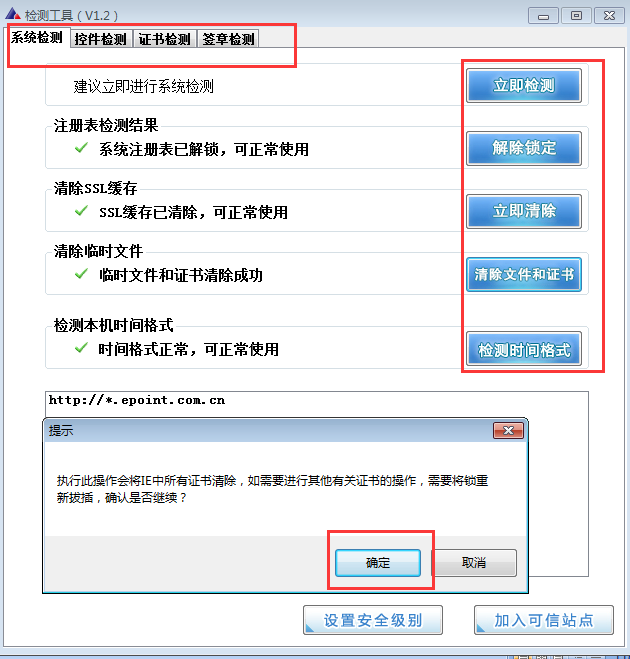 检测工具（V1.2）
系统检测 控件检测 证书检测 签章检测
建议立即进行系统检测 立即检测
注册表检测结果
系统注册表已解锁，可正常使用 解除锁定
清除SSL缓存
SSL缓存已清除，可正常使用 立即清除
清除临时文件
临时文件和证书清除成功 清除文件和证书
检测本机时间格式
时间格式正常，可正常使用 检测时间格式
http://*.epoint.com.cn
提示
执行此操作会将IE中所有证书清除，如需要进行其他有关证书的操作，需要将锁重
新拔插，确认是否继续？
确定 取消
设置安全级别 加入可信站点